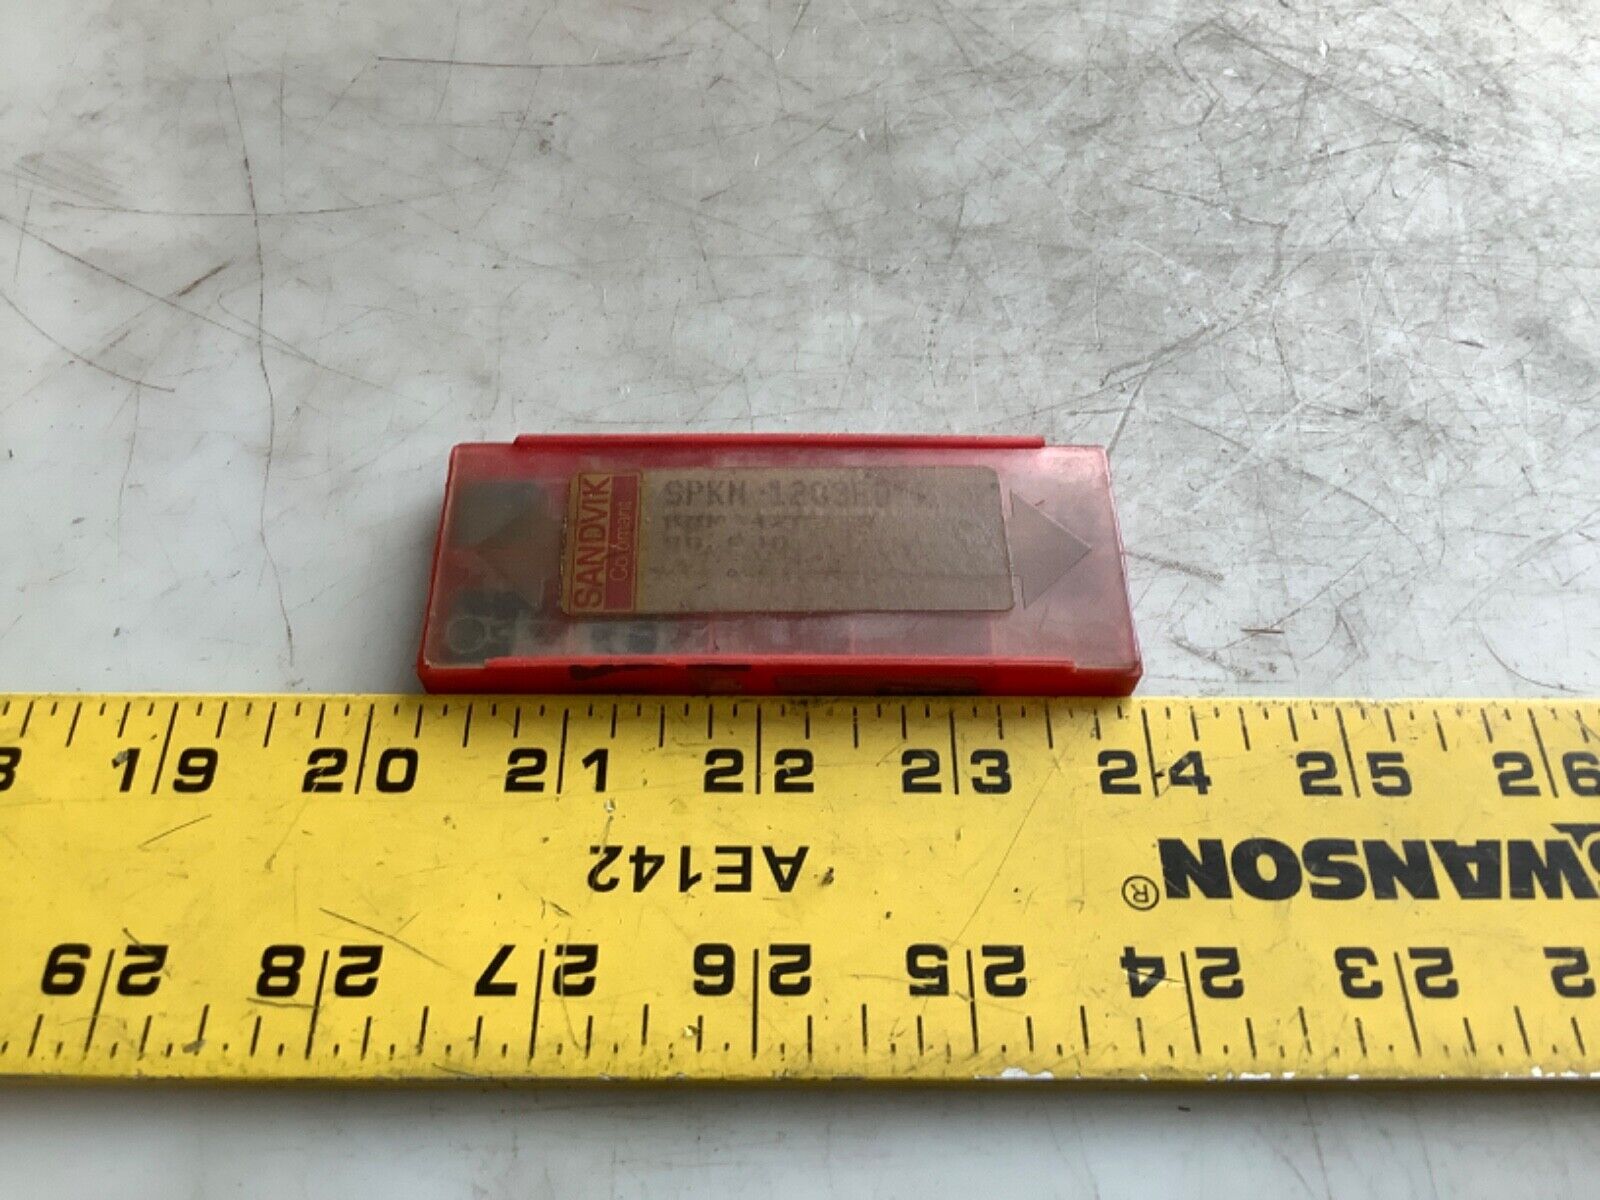 SANDVIK
Coromant
SPKN 1203
19 20 21 22 23 24 25 26
AE142
SWANSON®
29 28 27 26 25 24 23